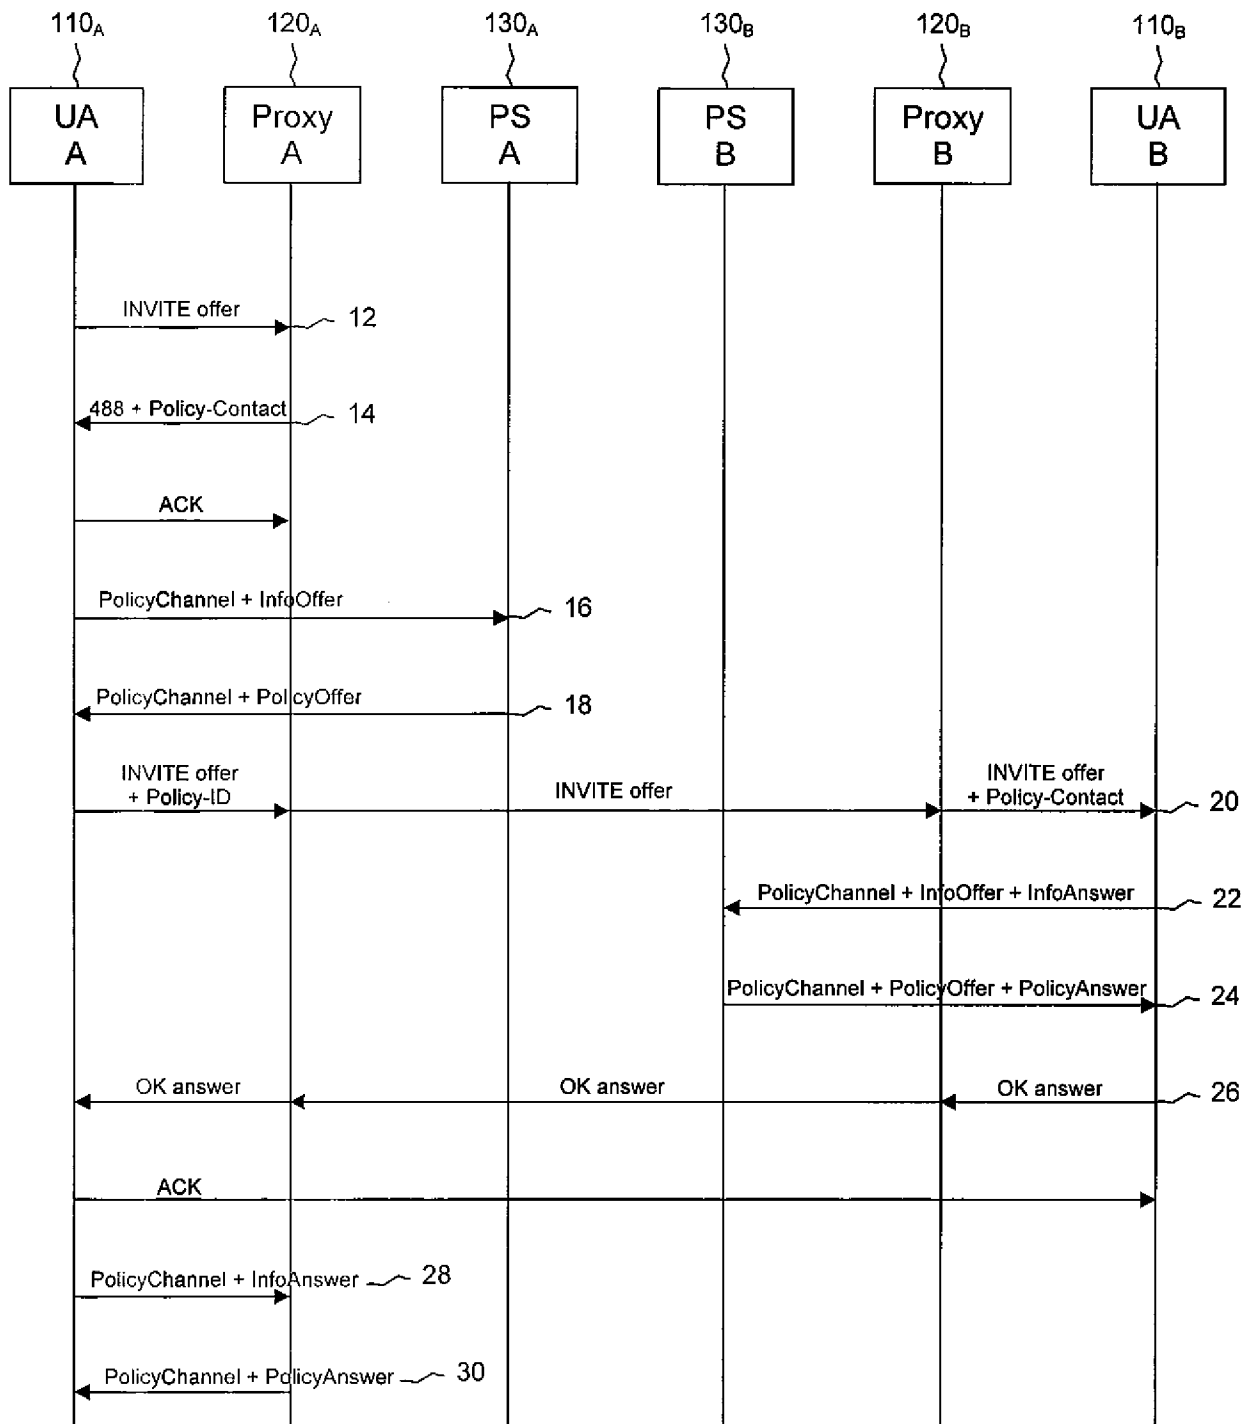 110A 120A 130A 130B 120B 110B
UA Proxy PS PS Proxy UA
A A A B B B
INVITE offer 12
488 + Policy-Contact 14
ACK
PolicyChannel + InfoOffer 16
PolicyChannel + PolicyOffer 18
INVITE offer INVITE offer
+ Policy-ID INVITE offer + Policy-Contact 20
PolicyChannel + InfoOffer + InfoAnswer 22
PolicyChannel + PolicyOffer + PolicyAnswer 24
OK answer OK answer OK answer 26
ACK
PolicyChannel + InfoAnswer 28
PolicyChannel + PolicyAnswer 30